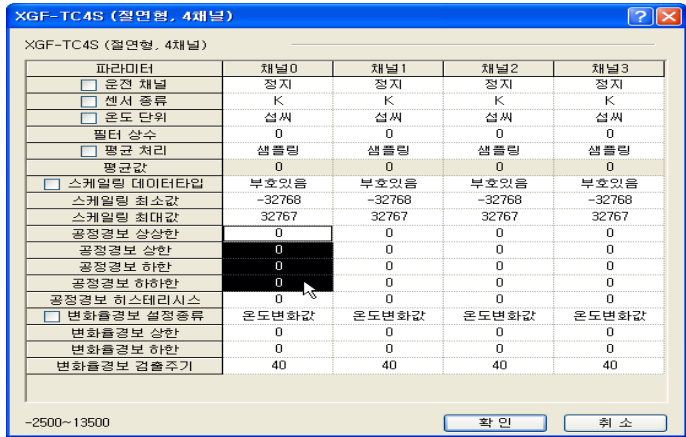 XGF-TC4S (절연형, 4채널)
XGF-TC4S (절연형, 4채널)
파라미터 채널0 채널1 채널2 채널3
운전 채널 정지 정지 정지 정지
센서 종류 K K K K
온도 단위 섭씨 섭씨 섭씨 섭씨
필터 상수 0 0 0 0
평균 처리 샘플링 샘플링 샘플링 샘플링
평균값 0 0 0 0
스케일링 데이터타입 부호있음 부호있음 부호있음 부호있음
스케일링 최소값 -32768 -32768 -32768 -32768
스케일링 최대값 32767 32767 32767 32767
공정경보 상상한 0 0 0 0
공정경보 상한 0 0 0 0
공정경보 하한 0 0 0 0
공정경보 하하한 0 0 0 0
공정경보 히스테리시스 0 0 0 0
변화율경보 설정종류 온도변화값 온도변화값 온도변화값 온도변화값
변화율경보 상한 0 0 0 0
변화율경보 하한 0 0 0 0
변화율경보 검출주기 40 40 40 40
-2500~13500 확 인 취 소